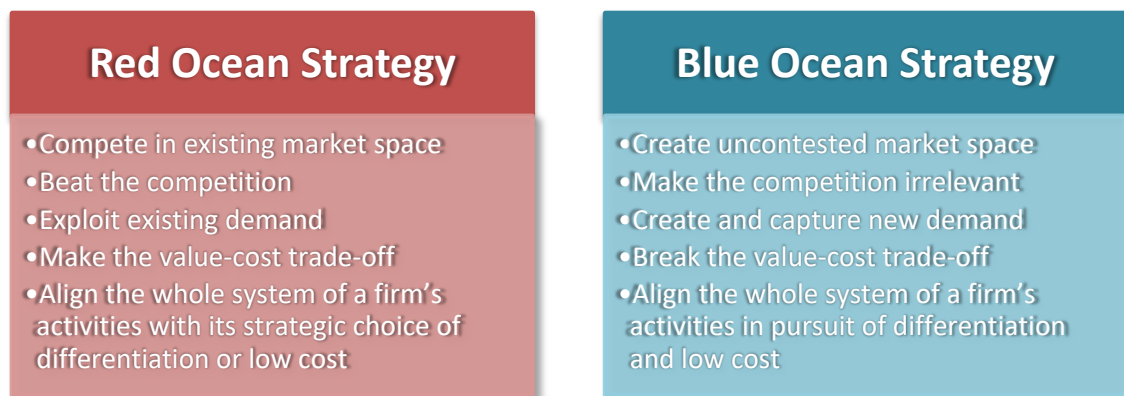 Red Ocean Strategy
•Compete in existing market space
•Beat the competition
•Exploit existing demand
•Make the value-cost trade-off
•Align the whole system of a firm’s
activities with its strategic choice of
differentiation or low cost
Blue Ocean Strategy
•Create uncontested market space
•Make the competition irrelevant
•Create and capture new demand
•Break the value-cost trade-off
•Align the whole system of a firm’s
activities in pursuit of differentiation
and low cost